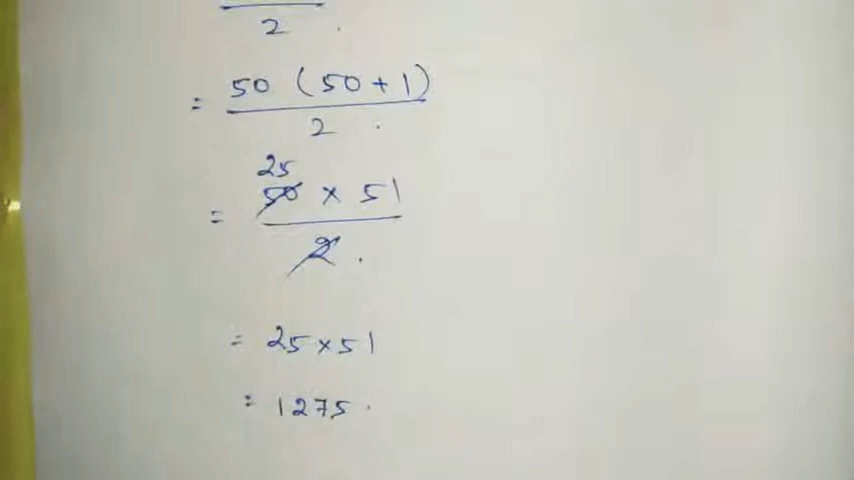 2
= 50 (50 + 1)
2
25
= 50 × 51
2
= 25 × 51
= 1275.